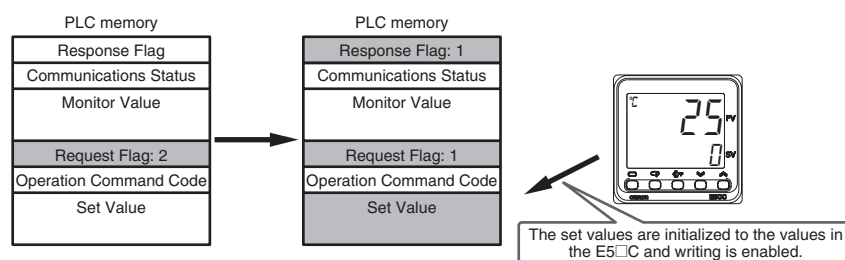 PLC memory
Response Flag
Communications Status
Monitor Value
Request Flag: 2
Operation Command Code
Set Value
PLC memory
Response Flag: 1
Communications Status
Monitor Value
Request Flag: 1
Operation Command Code
Set Value
°C
25 PV
0 SV
omron E5CC
The set values are initialized to the values in
the E5□C and writing is enabled.